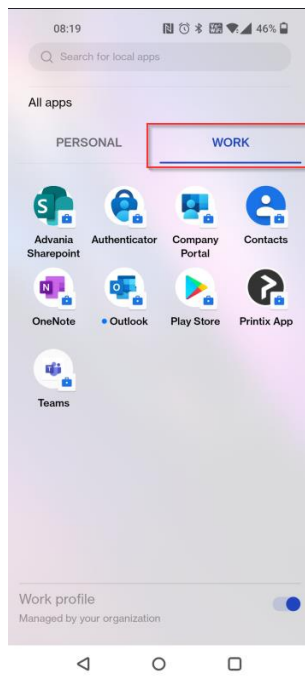 08:19 46%
Search for local apps
All apps
PERSONAL WORK
Advania Sharepoint
Authenticator
Company Portal
Contacts
OneNote
Outlook
Play Store
Printix App
Teams
Work profile
Managed by your organization